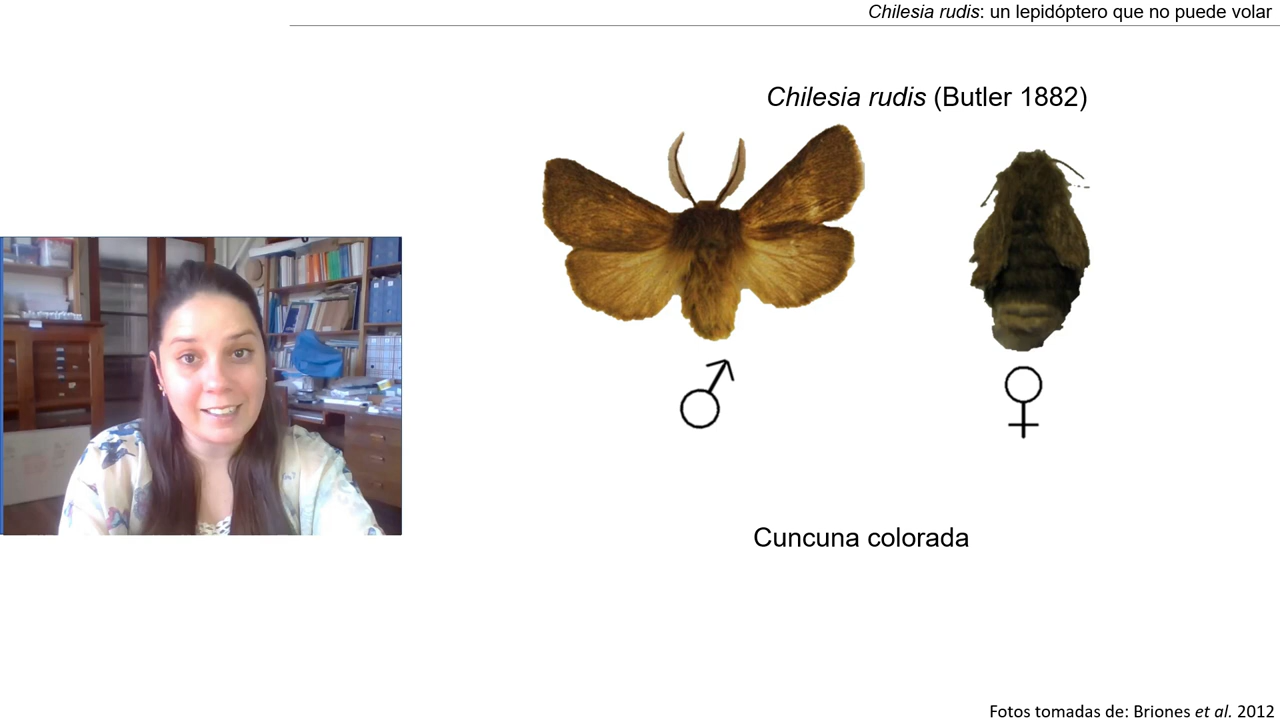 Chilesia rudis: un lepidóptero que no puede volar
Chilesia rudis (Butler 1882)
Cuncuna colorada
Fotos tomadas de: Briones et al. 2012